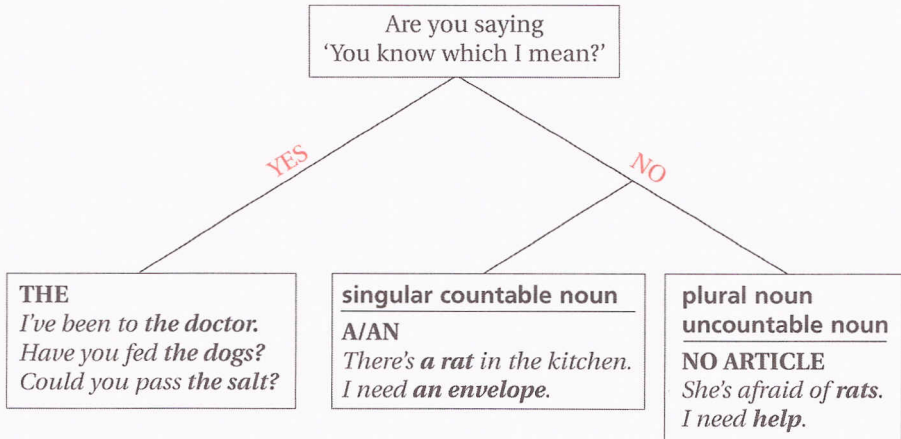 Are you saying
‘You know which I mean?’
YES
NO
THE
I've been to the doctor.
Have you fed the dogs?
Could you pass the salt?
singular countable noun
A/AN
There's a rat in the kitchen.
I need an envelope.
plural noun
uncountable noun
NO ARTICLE
She's afraid of rats.
I need help.